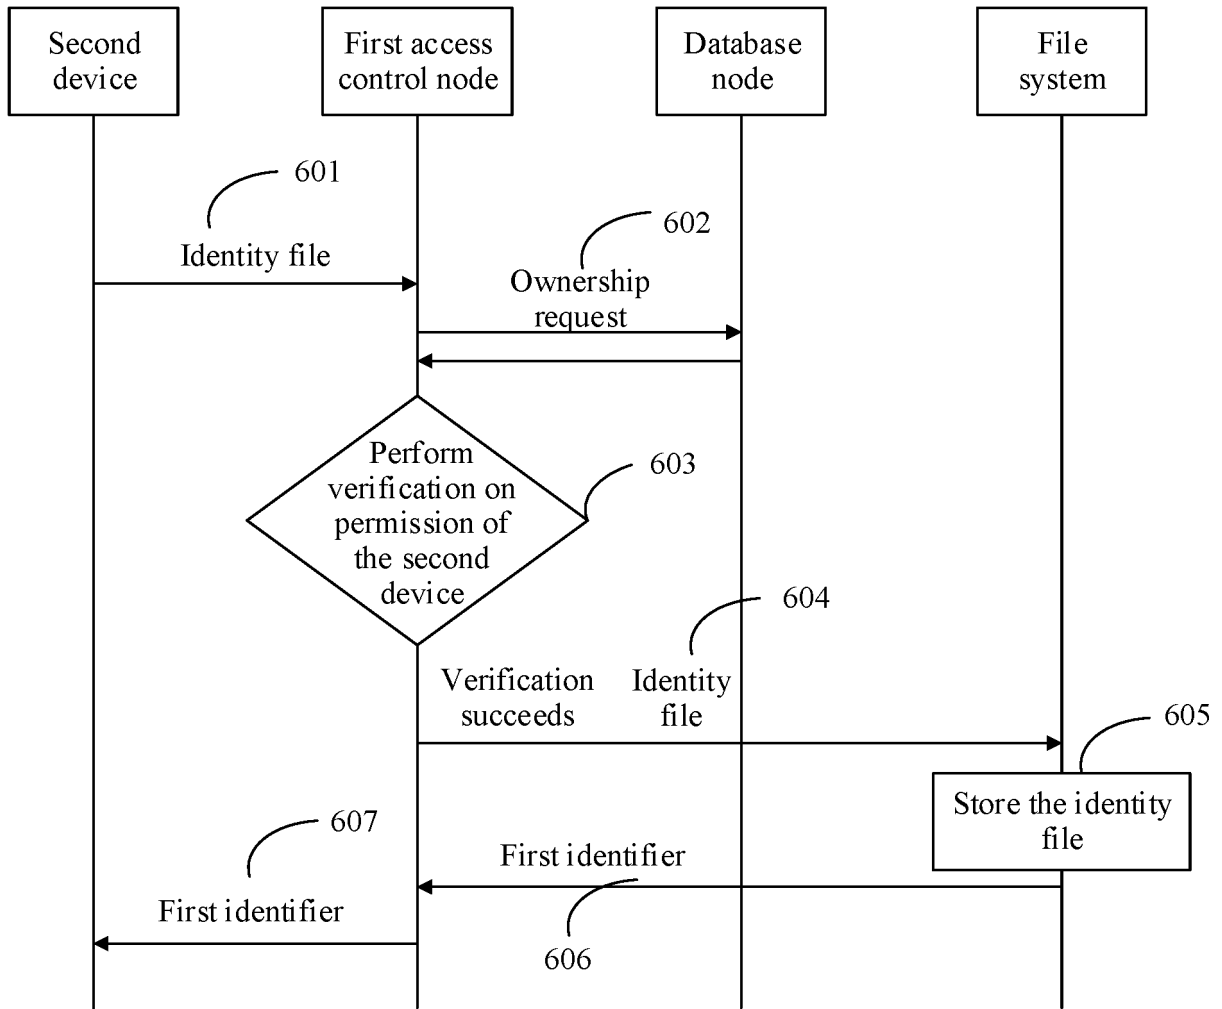 Second
device
First access
control node
Database
node
File
system
601
Identity file
602
Ownership
request
Perform
verification on
permission of
the second
device
603
604
Verification
succeeds
Identity
file
605
Store the identity
file
607
First identifier
First identifier
606